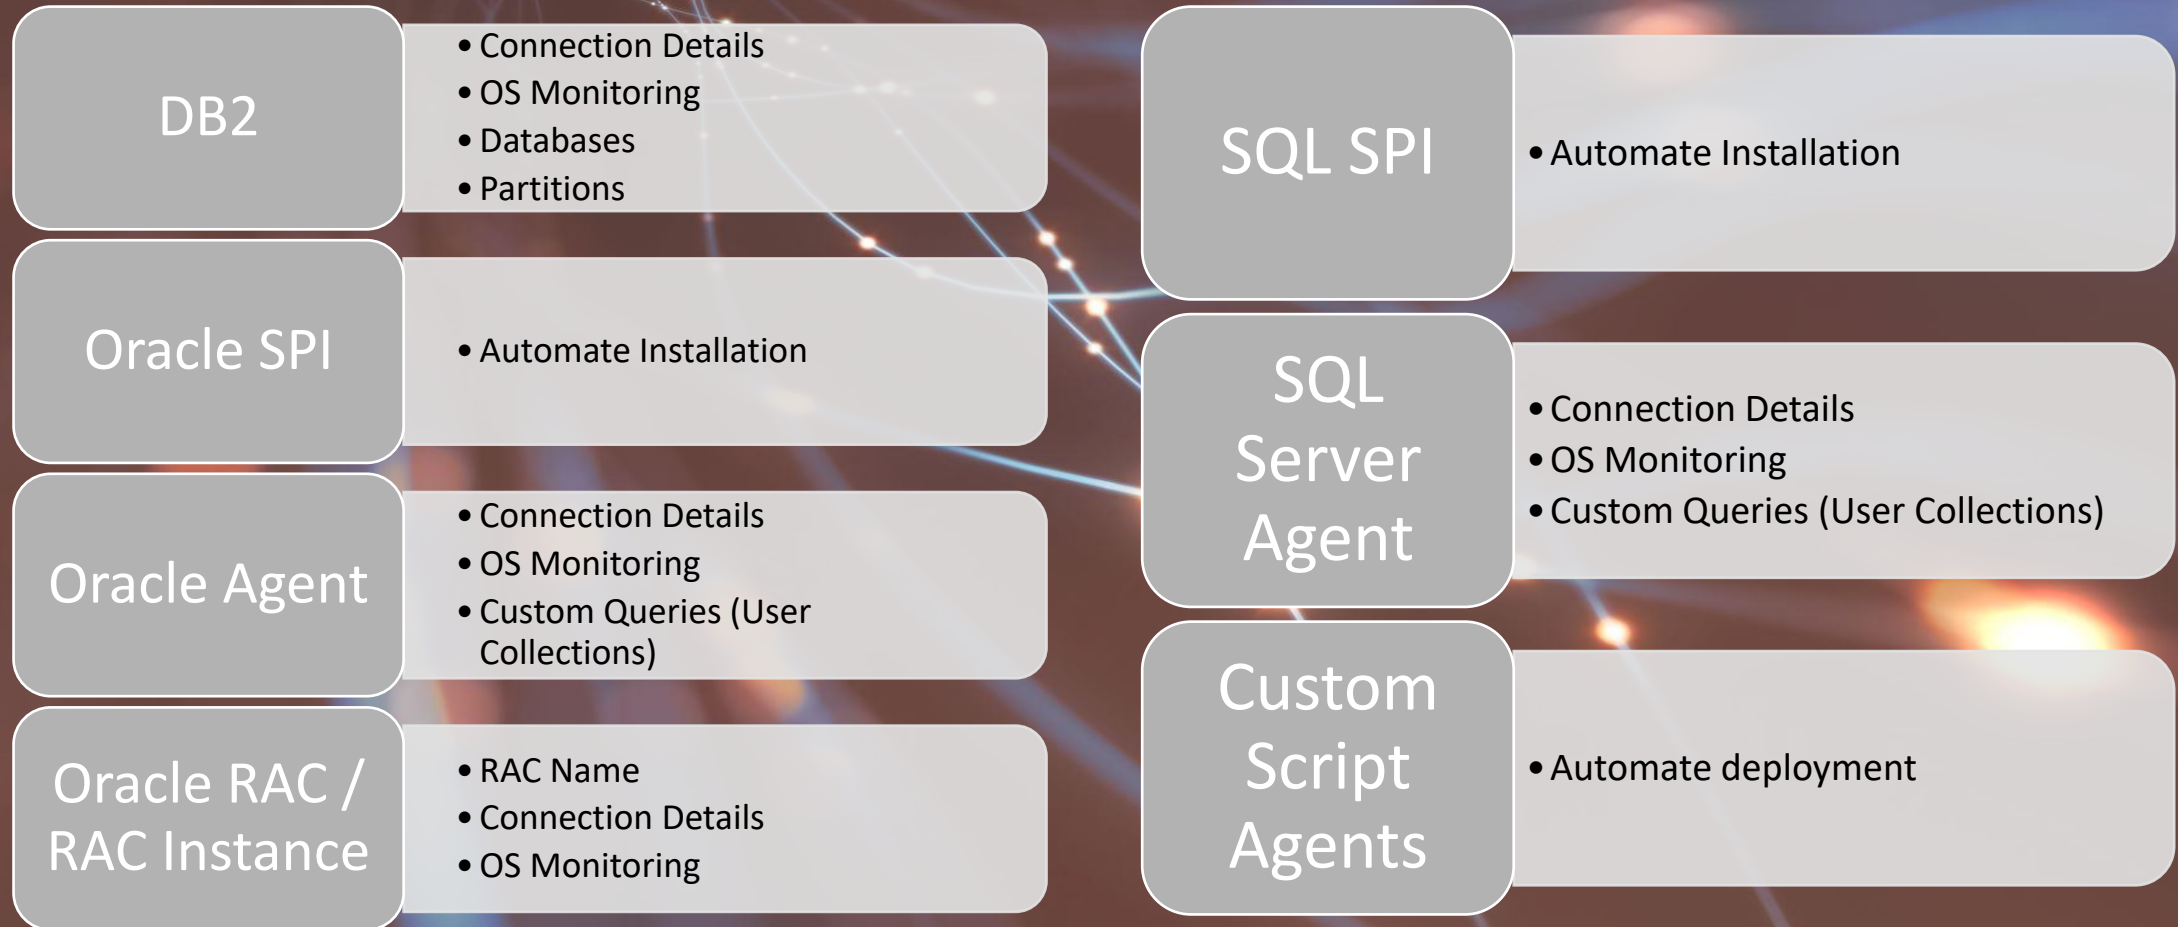 DB2
• Connection Details
• OS Monitoring
• Databases
• Partitions
Oracle SPI
• Automate Installation
Oracle Agent
• Connection Details
• OS Monitoring
• Custom Queries (User
Collections)
Oracle RAC /
RAC Instance
• RAC Name
• Connection Details
• OS Monitoring
SQL SPI
• Automate Installation
SQL
Server
Agent
• Connection Details
• OS Monitoring
• Custom Queries (User Collections)
Custom
Script
Agents
• Automate deployment